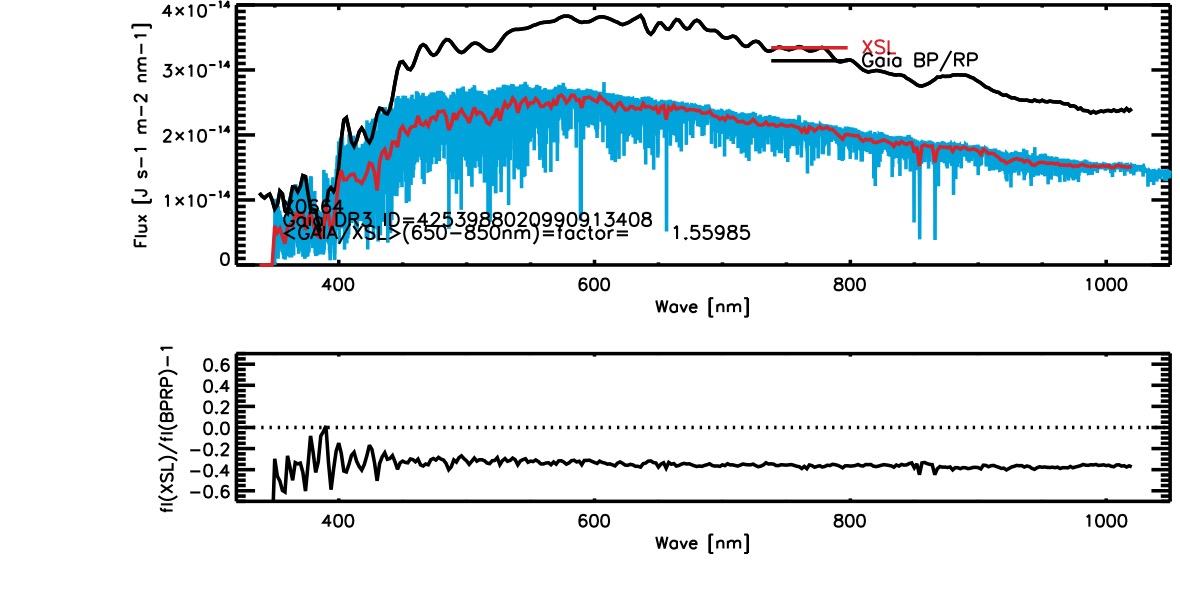 4×10−14
3×10−14
2×10−14
1×10−14
0
Flux [J s−1 m−2 nm−1]
XSL
Gaia BP/RP
X0664
Gaia DR3 ID=4253988020990913408
<GAIA/XSL>(650−850nm)=factor= 1.55985
400 600 800 1000
Wave [nm]
0.6
0.4
0.2
0.0
−0.2
−0.4
−0.6
fl(XSL)/fl(BPRP)−1
400 600 800 1000
Wave [nm]